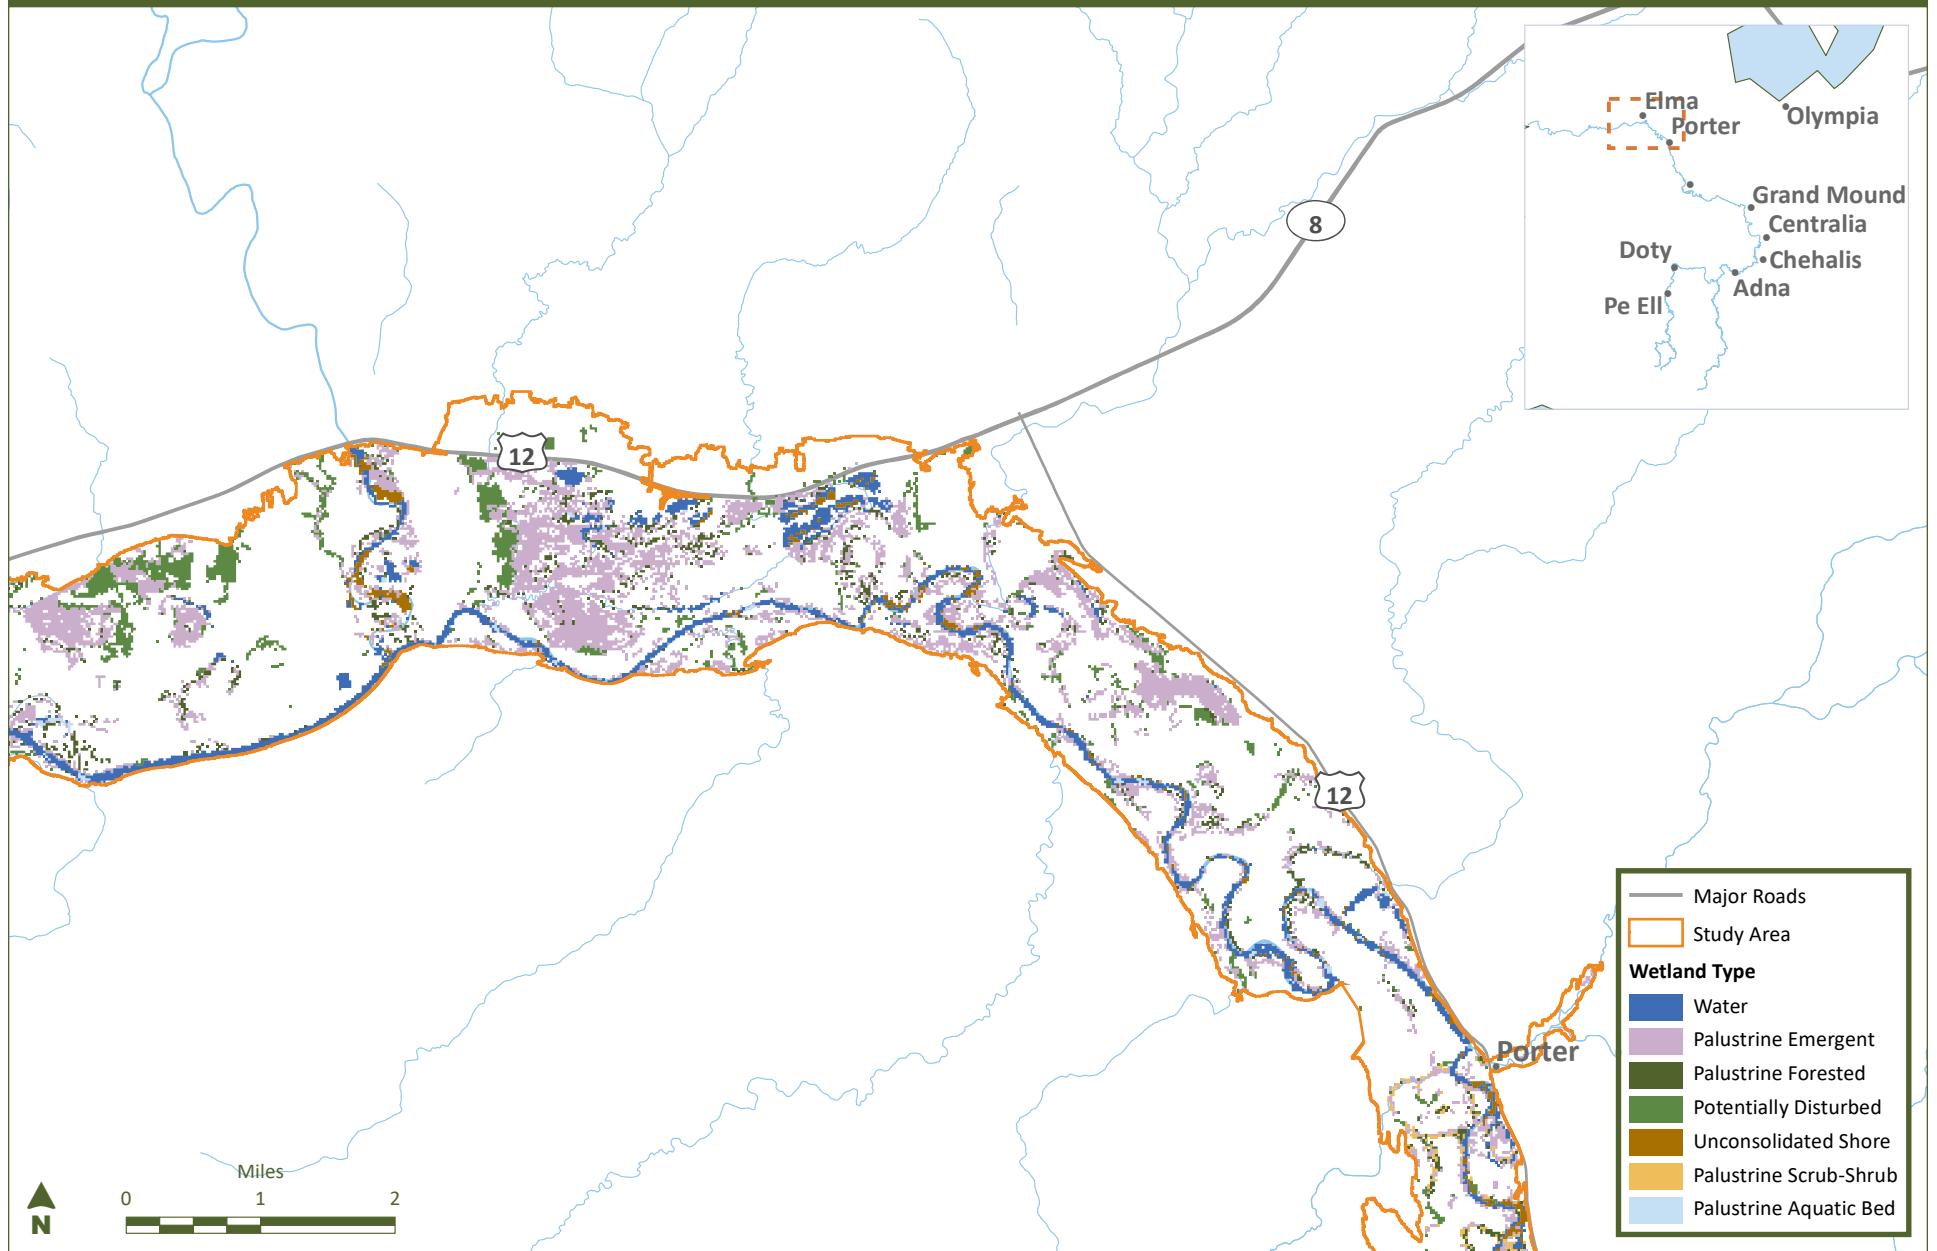 Elma
Porter
Olympia
Grand Mound
Centralia
Doty
Chehalis
Adna
Pe Ell
8
12
12
Porter
Major Roads
Study Area
Wetland Type
Water
Palustrine Emergent
Palustrine Forested
Potentially Disturbed
Unconsolidated Shore
Palustrine Scrub-Shrub
Palustrine Aquatic Bed
Miles
0 1 2
N